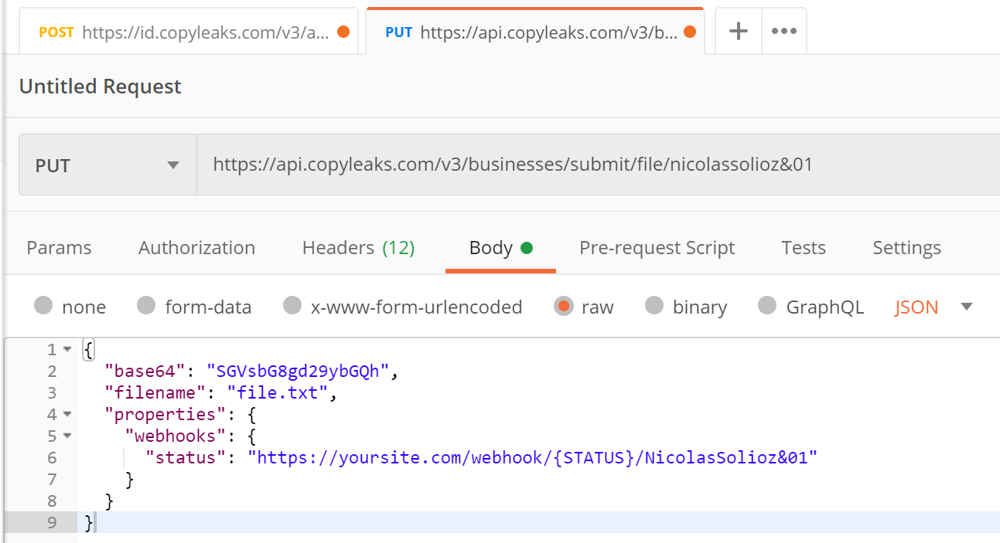 POST https://id.copyleaks.com/v3/a...
PUT https://api.copyleaks.com/v3/b...
Untitled Request
PUT https://api.copyleaks.com/v3/businesses/submit/file/nicolassolioz&01
Params Authorization Headers (12) Body Pre-request Script Tests Settings
none form-data x-www-form-urlencoded raw binary GraphQL JSON
1 {
2 "base64": "SGVsbG8gd29ybGQh",
3 "filename": "file.txt",
4 "properties": {
5 "webhooks": {
6 "status": "https://yoursite.com/webhook/{STATUS}/NicolasSolioz&01"
7 }
8 }
9 }